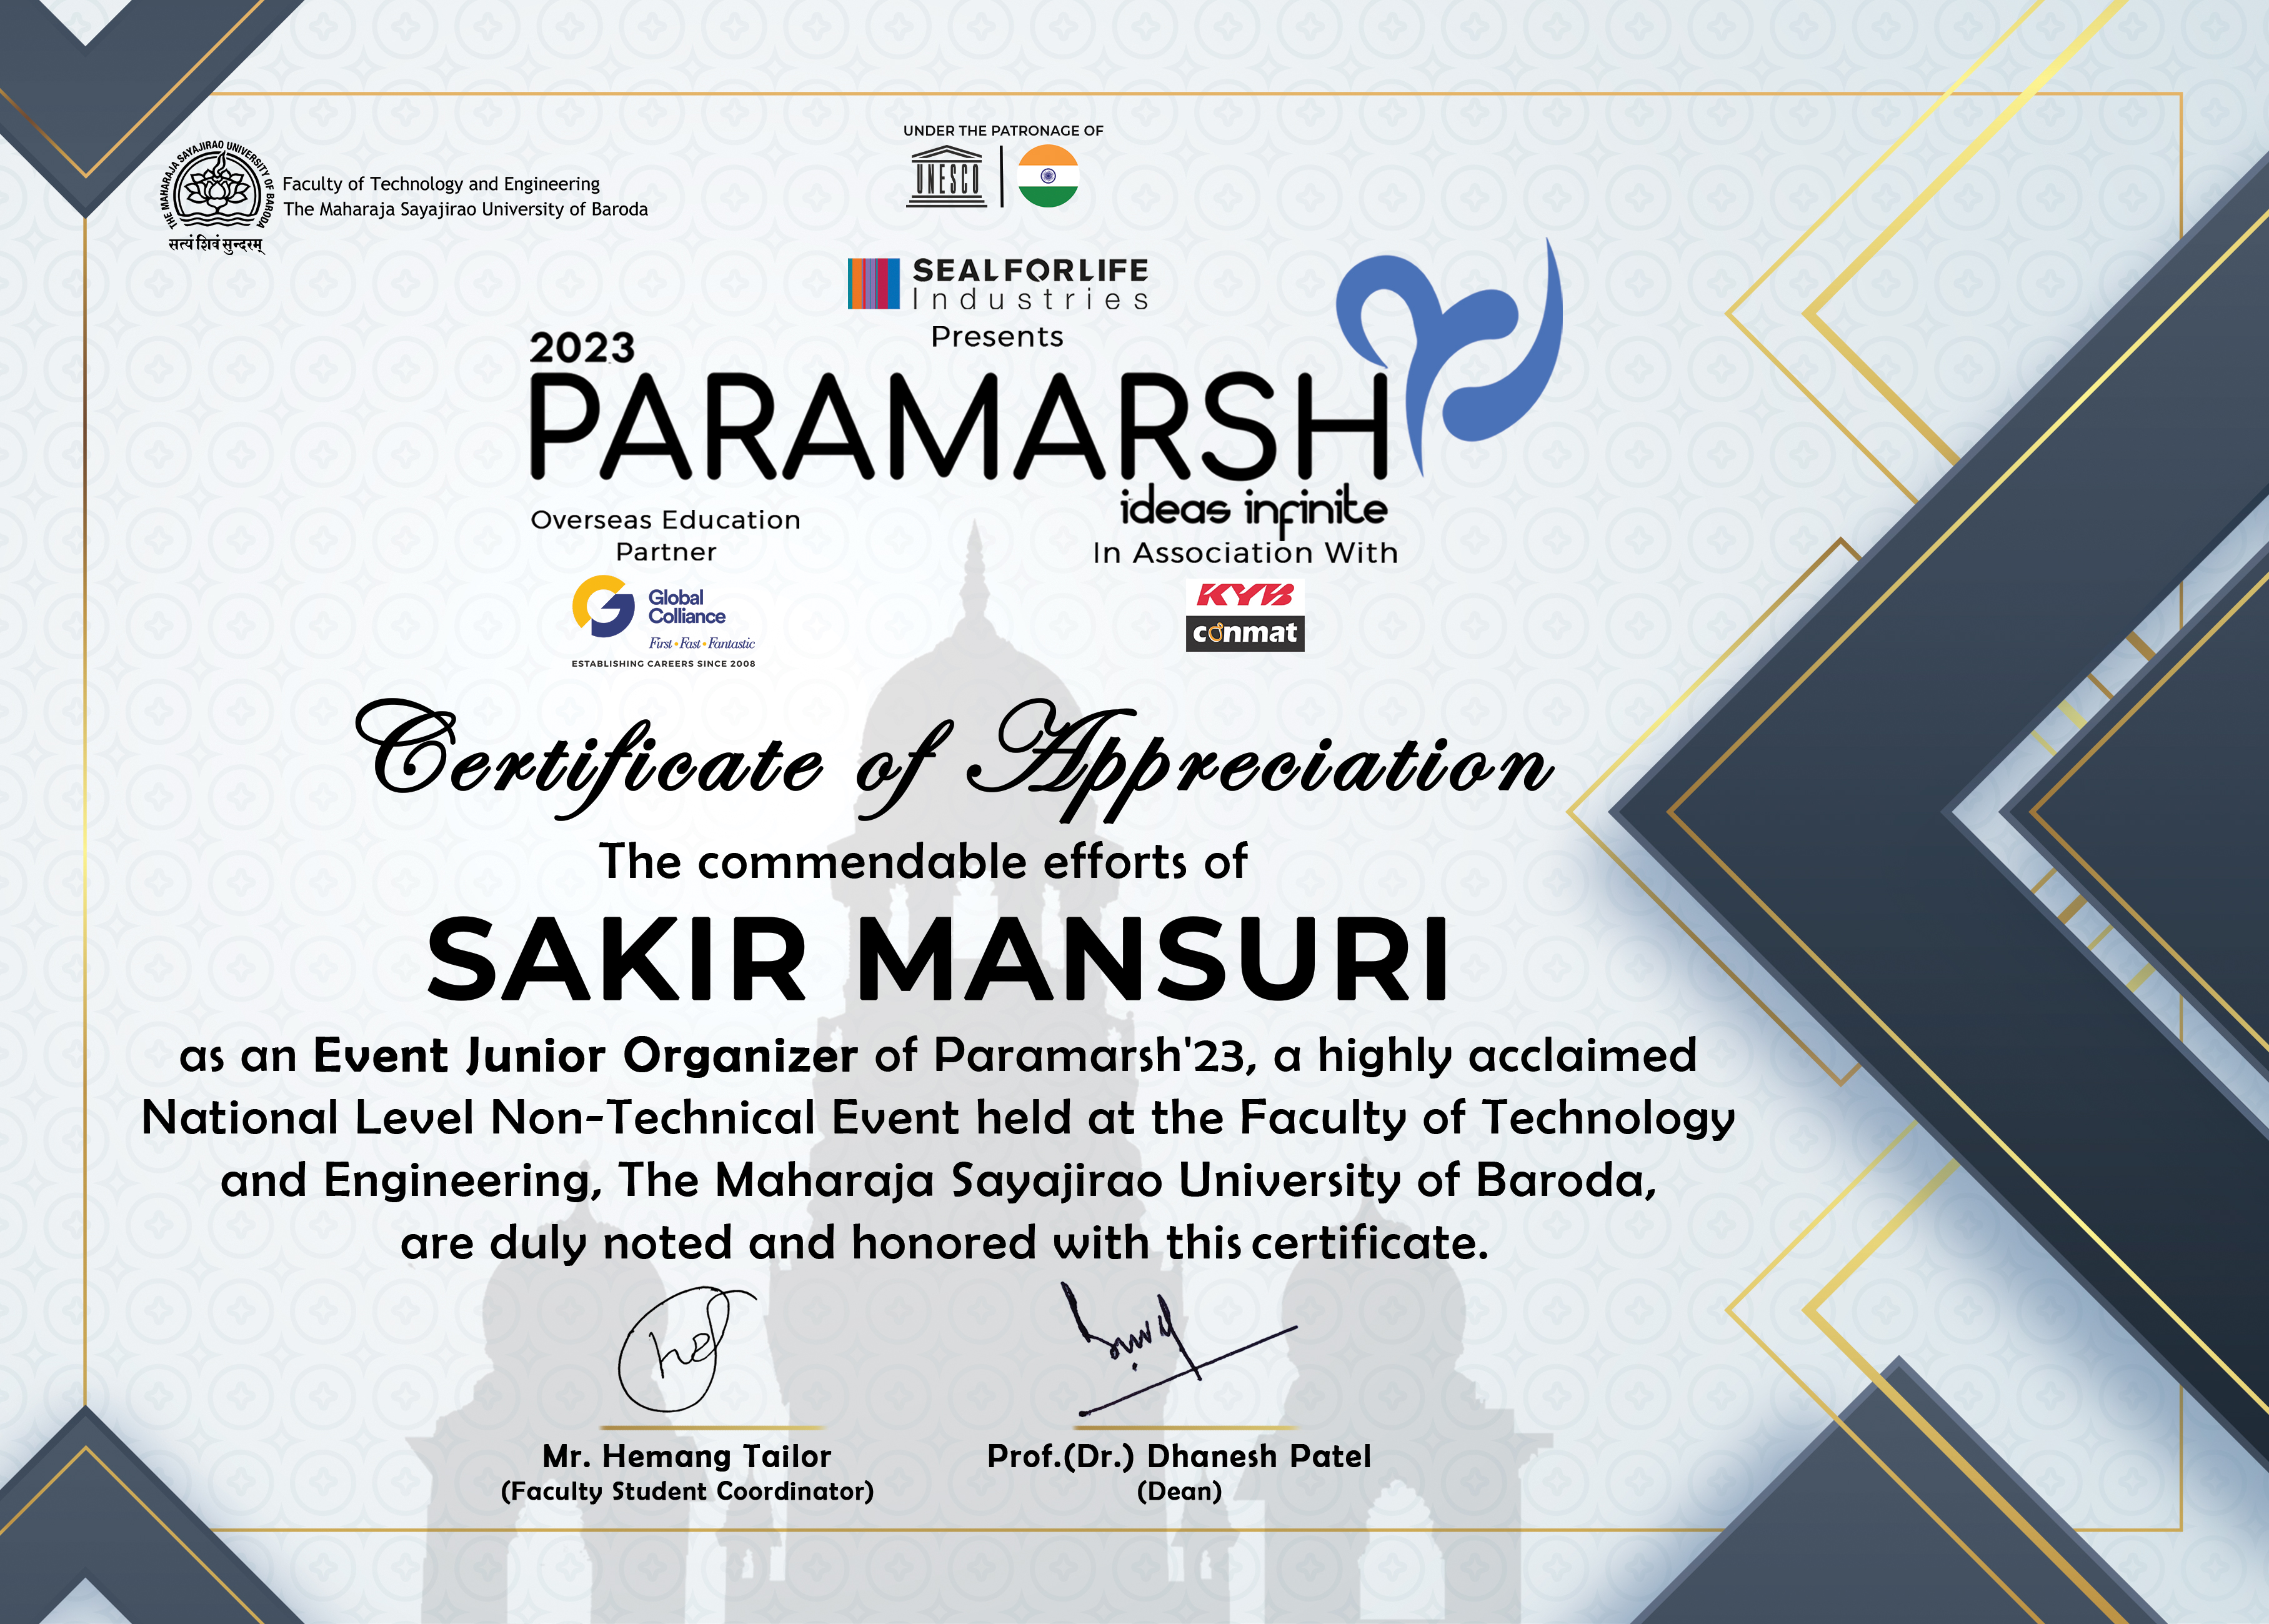 UNDER THE PATRONAGE OF
UNESCO
THE MAHARAJA SAYAJIRAO UNIVERSITY OF BARODA
सत्यं शिवं सुन्दरम्
Faculty of Technology and Engineering
The Maharaja Sayajirao University of Baroda
SEALFORLIFE
Industries
Presents
2023
PARAMARSH
ideas infinite
Overseas Education
Partner
Global
Colliance
First • Fast • Fantastic
ESTABLISHING CAREERS SINCE 2008
In Association With
KYB
conmat
Certificate of Appreciation
The commendable efforts of
SAKIR MANSURI
as an Event Junior Organizer of Paramarsh'23, a highly acclaimed
National Level Non-Technical Event held at the Faculty of Technology
and Engineering, The Maharaja Sayajirao University of Baroda,
are duly noted and honored with this certificate.
Mr. Hemang Tailor
(Faculty Student Coordinator)
Prof.(Dr.) Dhanesh Patel
(Dean)